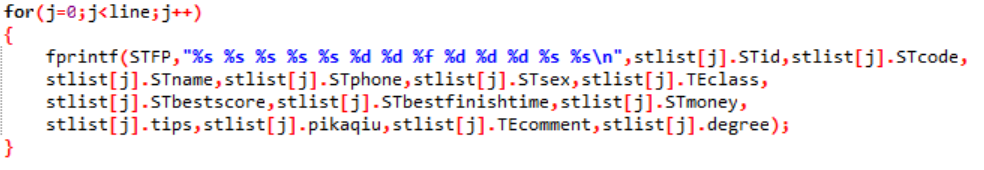 for(j=0;j<line;j++)
{
fprintf(STFP,"%s %s %s %s %s %d %d %f %d %d %d %s %s\n",stlist[j].STid,stlist[j].STcode,
stlist[j].STname,stlist[j].STphone,stlist[j].STsex,stlist[j].TEclass,
stlist[j].STbestscore,stlist[j].STbestfinishtime,stlist[j].STmoney,
stlist[j].tips,stlist[j].pikaqiu,stlist[j].TEcomment,stlist[j].degree);
}